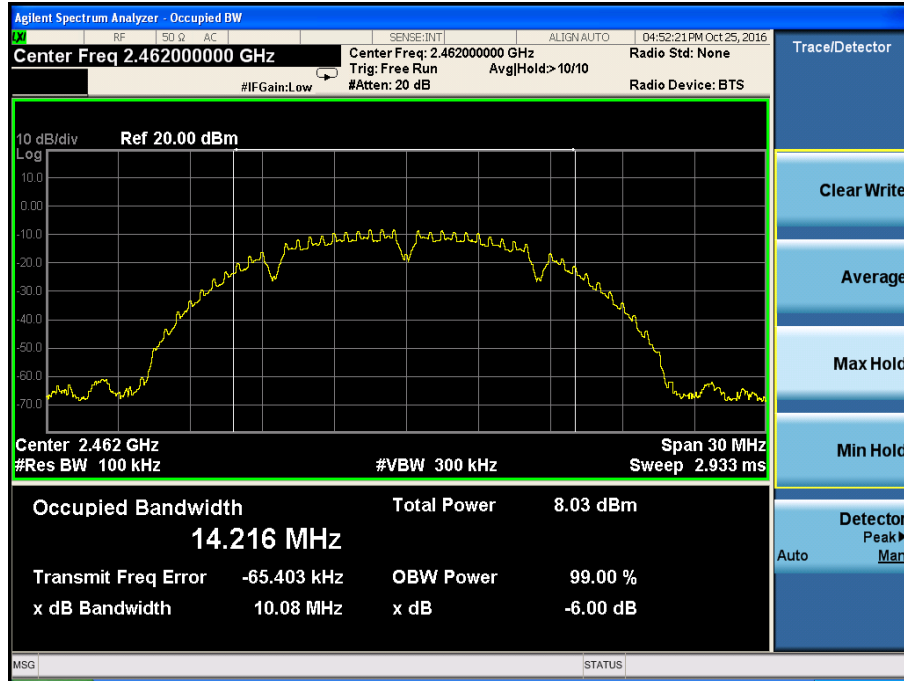 Agilent Spectrum Analyzer - Occupied BW
LXI RF 50 Ω AC SENSE:INT ALIGN AUTO 04:52:21 PM Oct 25, 2016
Center Freq 2.462000000 GHz Center Freq: 2.462000000 GHz Radio Std: None
Trig: Free Run Avg|Hold:>10/10
#IFGain:Low #Atten: 20 dB Radio Device: BTS
Trace/Detector
10 dB/div Ref 20.00 dBm
Log
10.0
0.00
-10.0
-20.0
-30.0
-40.0
-50.0
-60.0
-70.0
Center 2.462 GHz Span 30 MHz
#Res BW 100 kHz #VBW 300 kHz Sweep 2.933 ms
Occupied Bandwidth Total Power 8.03 dBm
14.216 MHz
Transmit Freq Error -65.403 kHz OBW Power 99.00 %
x dB Bandwidth 10.08 MHz x dB -6.00 dB
Clear Write
Average
Max Hold
Min Hold
Detector
Peak▶
Auto Man
MSG STATUS